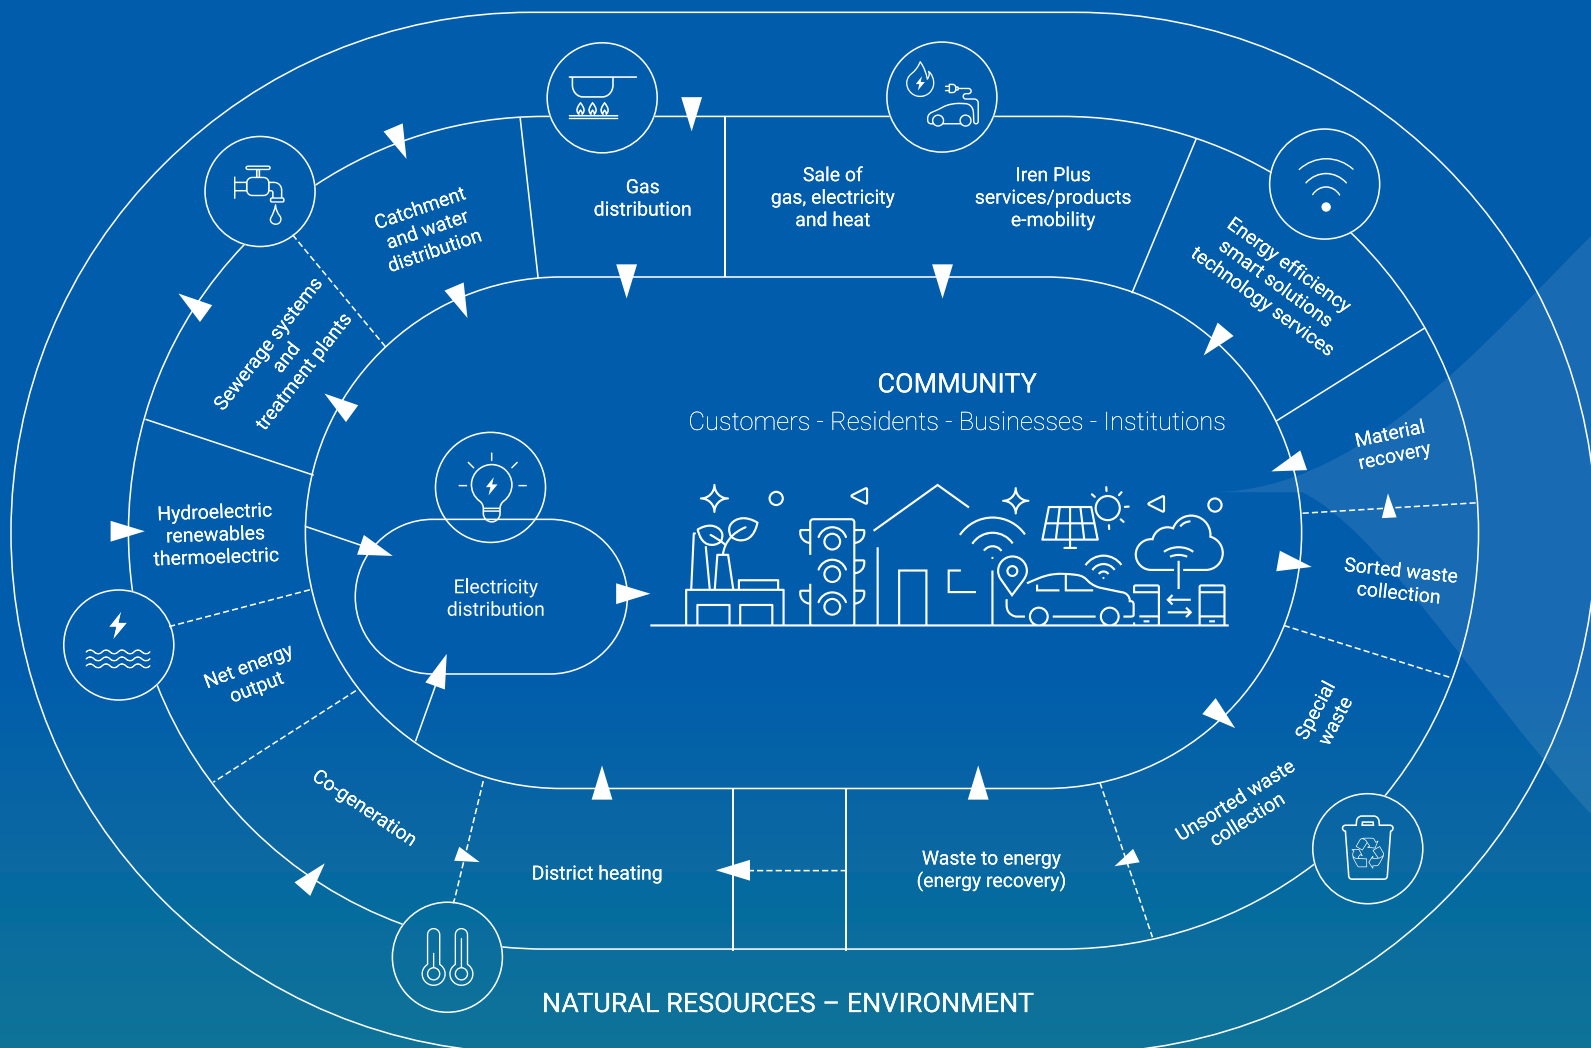 Catchment
and water
distribution
Gas
distribution
Sale of
gas, electricity
and heat
Iren Plus
services/products
e-mobility
Energy efficiency
smart solutions
technology services
Material
recovery
Sorted waste
collection
Special
waste
Unsorted waste
collection
Waste to energy
(energy recovery)
District heating
Co-generation
Net energy
output
Hydroelectric
renewables
thermoelectric
Sewerage systems
and
treatment plants
COMMUNITY
Customers - Residents - Businesses - Institutions
Electricity
distribution
NATURAL RESOURCES – ENVIRONMENT